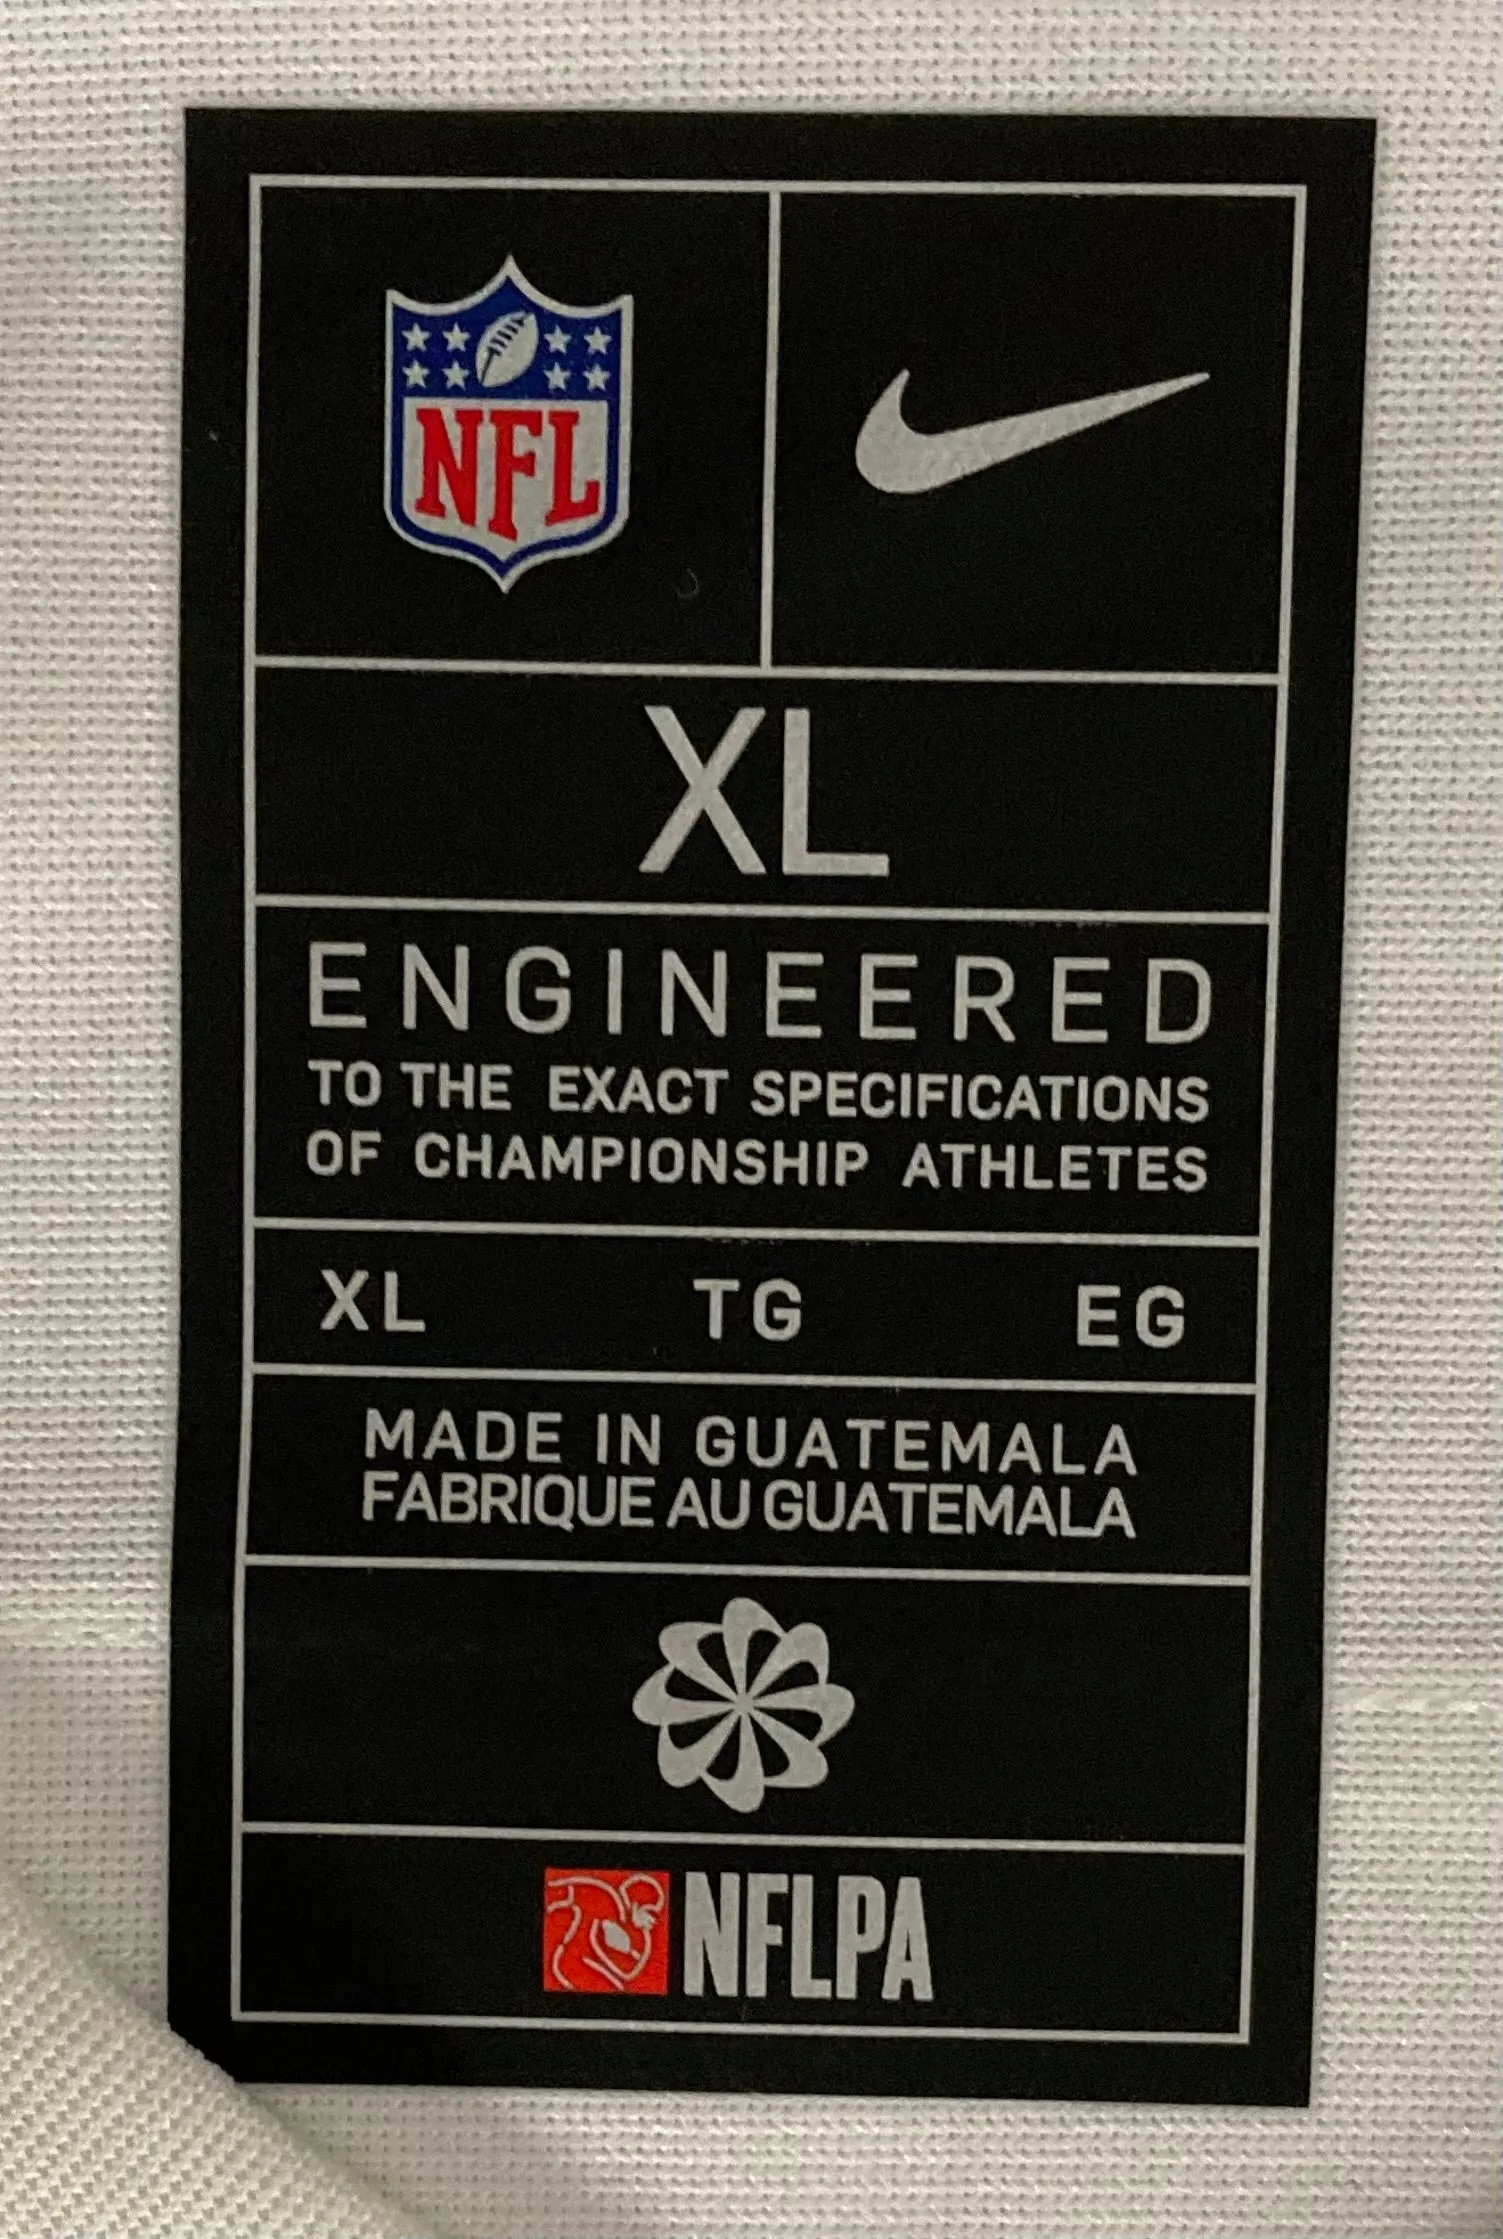 NFL
XL
ENGINEERED
TO THE EXACT SPECIFICATIONS
OF CHAMPIONSHIP ATHLETES
XL TG EG
MADE IN GUATEMALA
FABRIQUE AU GUATEMALA
NFLPA